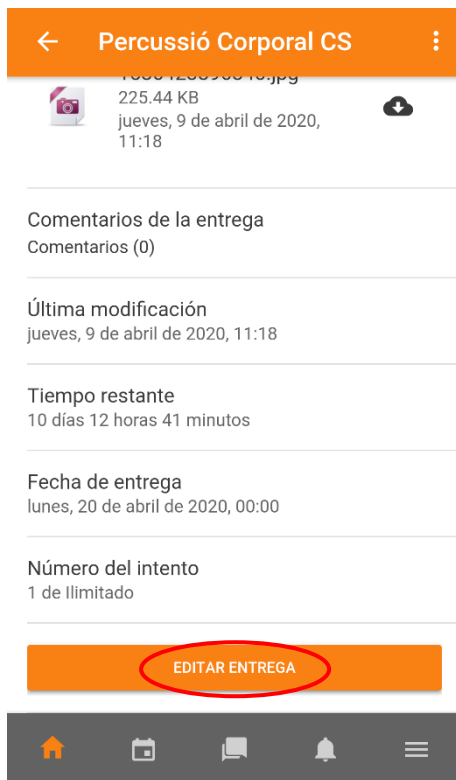 Percussió Corporal CS
225.44 KB
jueves, 9 de abril de 2020,
11:18
Comentarios de la entrega
Comentarios (0)
Última modificación
jueves, 9 de abril de 2020, 11:18
Tiempo restante
10 días 12 horas 41 minutos
Fecha de entrega
lunes, 20 de abril de 2020, 00:00
Número del intento
1 de Ilimitado
EDITAR ENTREGA